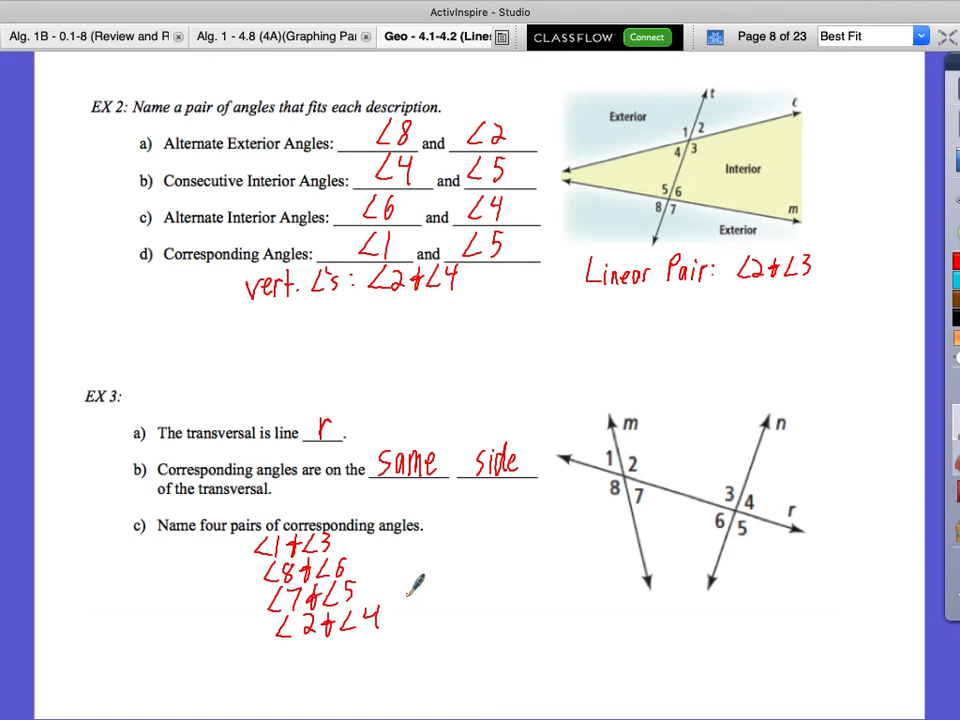 ActivInspire - Studio
Alg. 1B - 0.1-8 (Review and R
Alg. 1 - 4.8 (4A)(Graphing Par
Geo - 4.1-4.2 (Lines
CLASSFLOW Connect
Page 8 of 23
Best Fit
EX 2: Name a pair of angles that fits each description.
a) Alternate Exterior Angles: ∠8 and ∠2
b) Consecutive Interior Angles: ∠4 and ∠5
c) Alternate Interior Angles: ∠6 and ∠4
d) Corresponding Angles: ∠1 and ∠5
vert. ∠'s: ∠2 + ∠4
t
Exterior
ℓ
1 2
4 3
Interior
5 6
8 7
m
Exterior
Linear Pair: ∠2 + ∠3
EX 3:
a) The transversal is line r.
b) Corresponding angles are on the same side
of the transversal.
c) Name four pairs of corresponding angles.
∠1 + ∠3
∠8 + ∠6
∠7 + ∠5
∠2 + ∠4
m
n
1 2
8 7
3 4
r
6 5